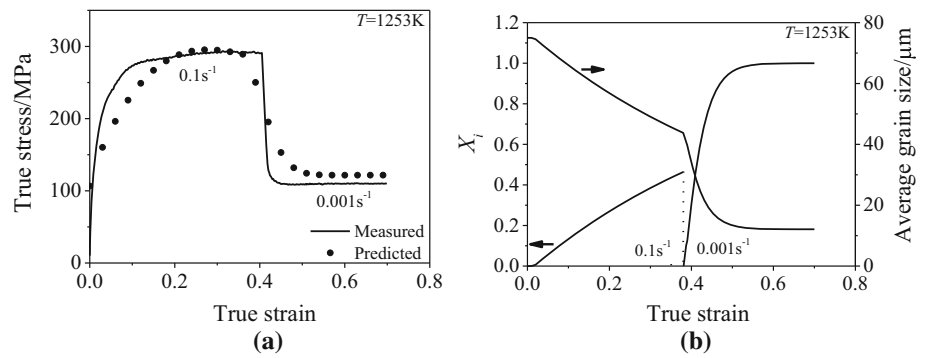 (a)
T=1253K
True stress/MPa
300
200
100
0
0.1s⁻¹
0.001s⁻¹
Measured
Predicted
0.0 0.2 0.4 0.6 0.8
True strain
(a)
T=1253K
Xᵢ
1.2
1.0
0.8
0.6
0.4
0.2
0.0
0.1s⁻¹
0.001s⁻¹
80
60
40
20
0
Average grain size/μm
0.0 0.2 0.4 0.6 0.8
True strain
(b)